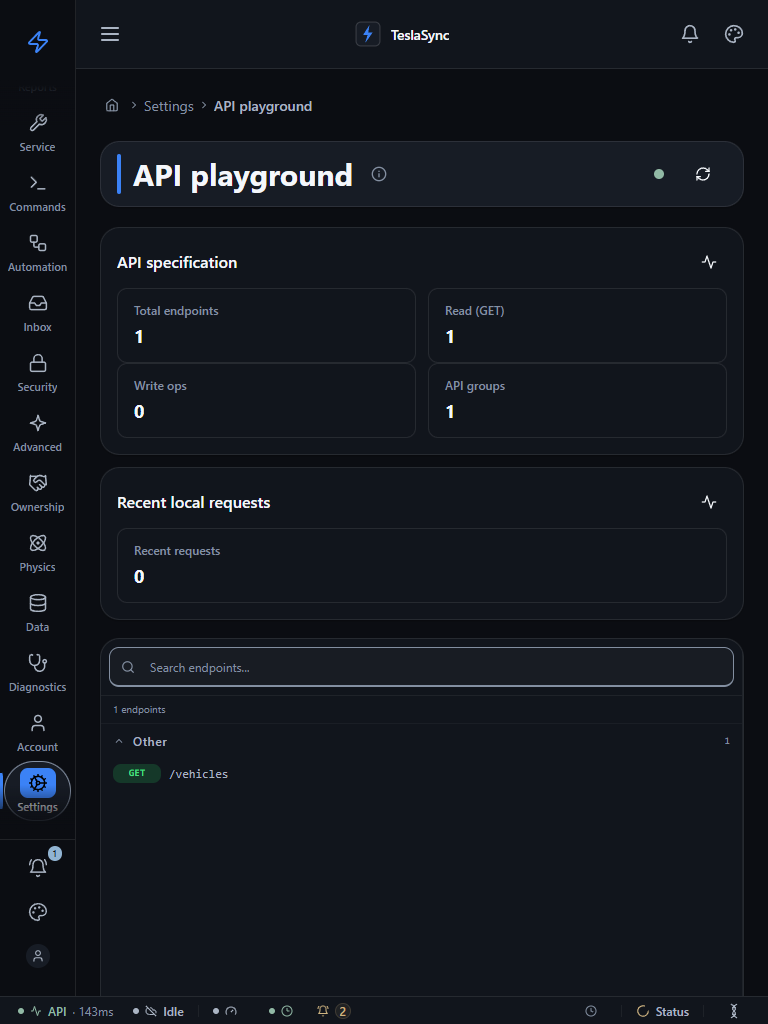 TeslaSync
Reports
Service
Commands
Automation
Inbox
Security
Advanced
Ownership
Physics
Data
Diagnostics
Account
Settings
1
Settings
API playground
API playground
API specification
Total endpoints
1
Read (GET)
1
Write ops
0
API groups
1
Recent local requests
Recent requests
0
Search endpoints...
1 endpoints
Other
1
GET /vehicles
API · 143ms
Idle
2
Status